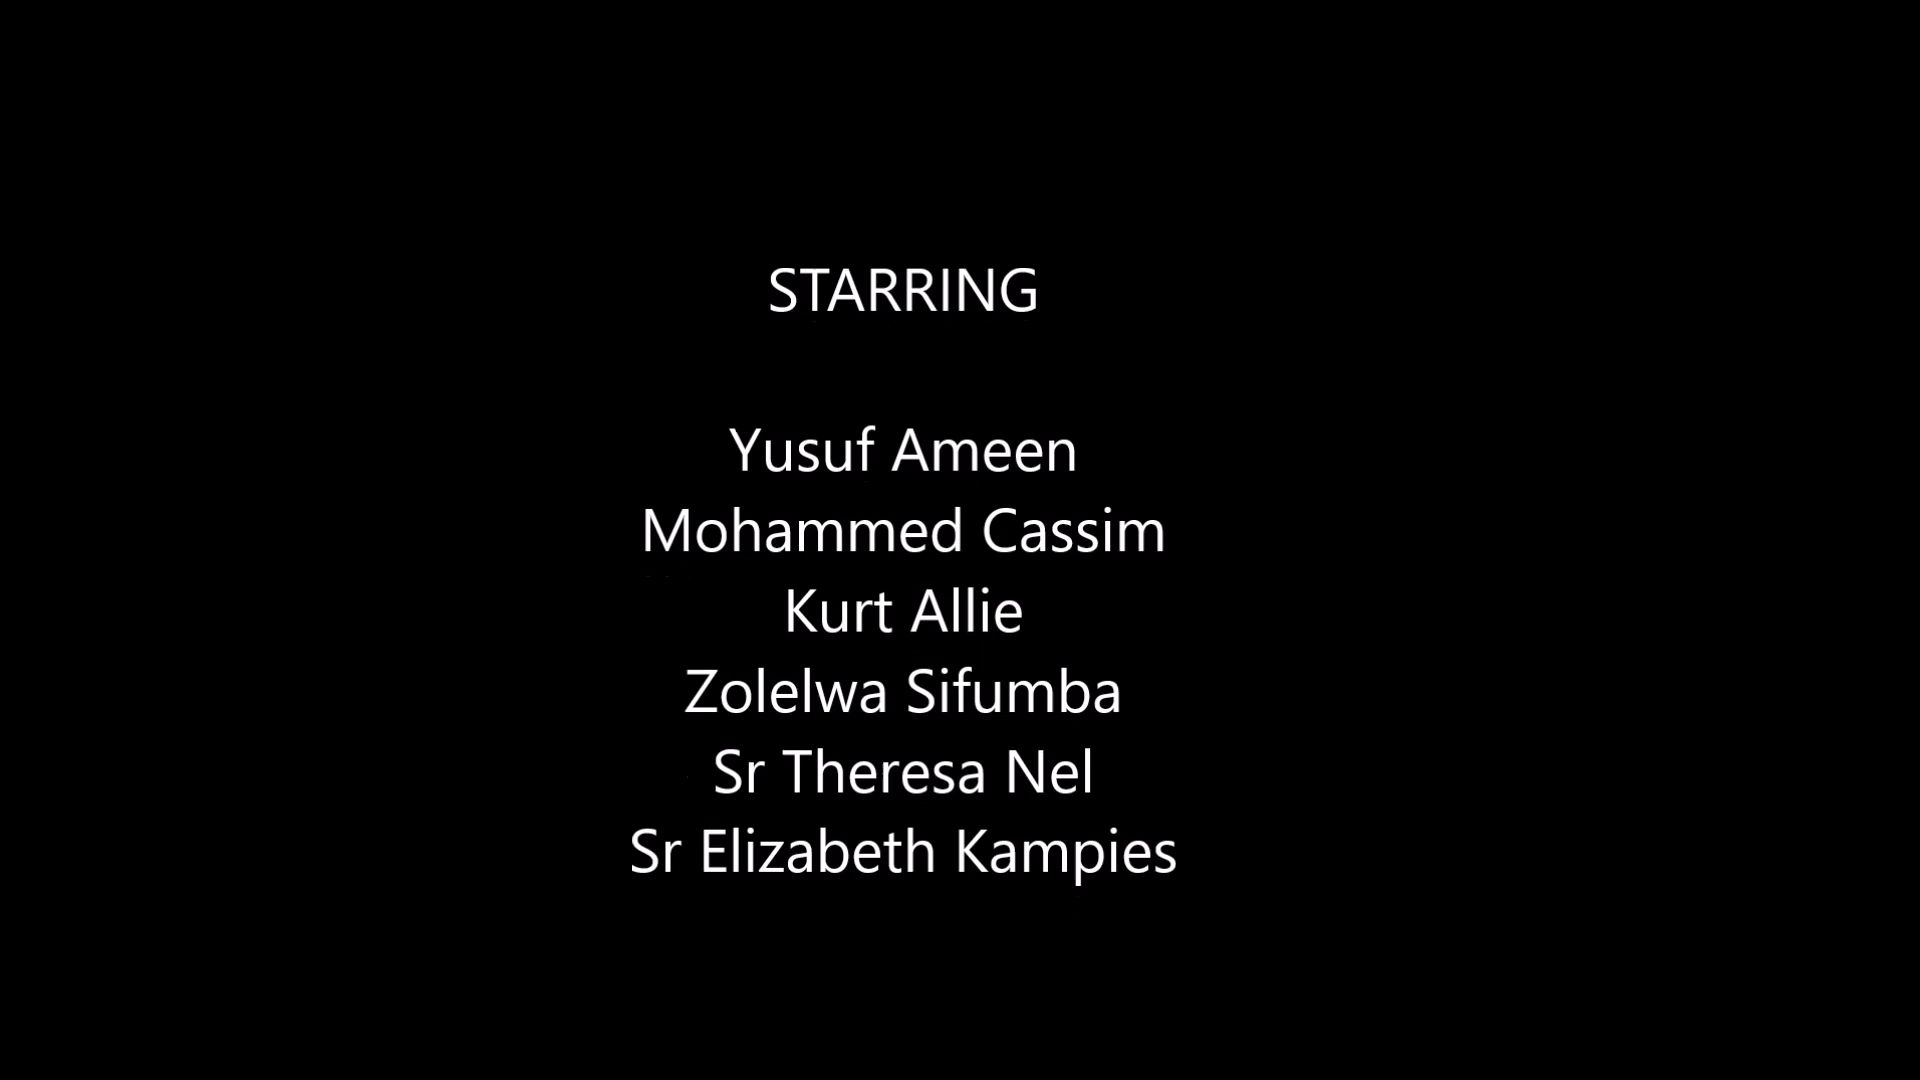 STARRING
Yusuf Ameen
Mohammed Cassim
Kurt Allie
Zolelwa Sifumba
Sr Theresa Nel
Sr Elizabeth Kampies